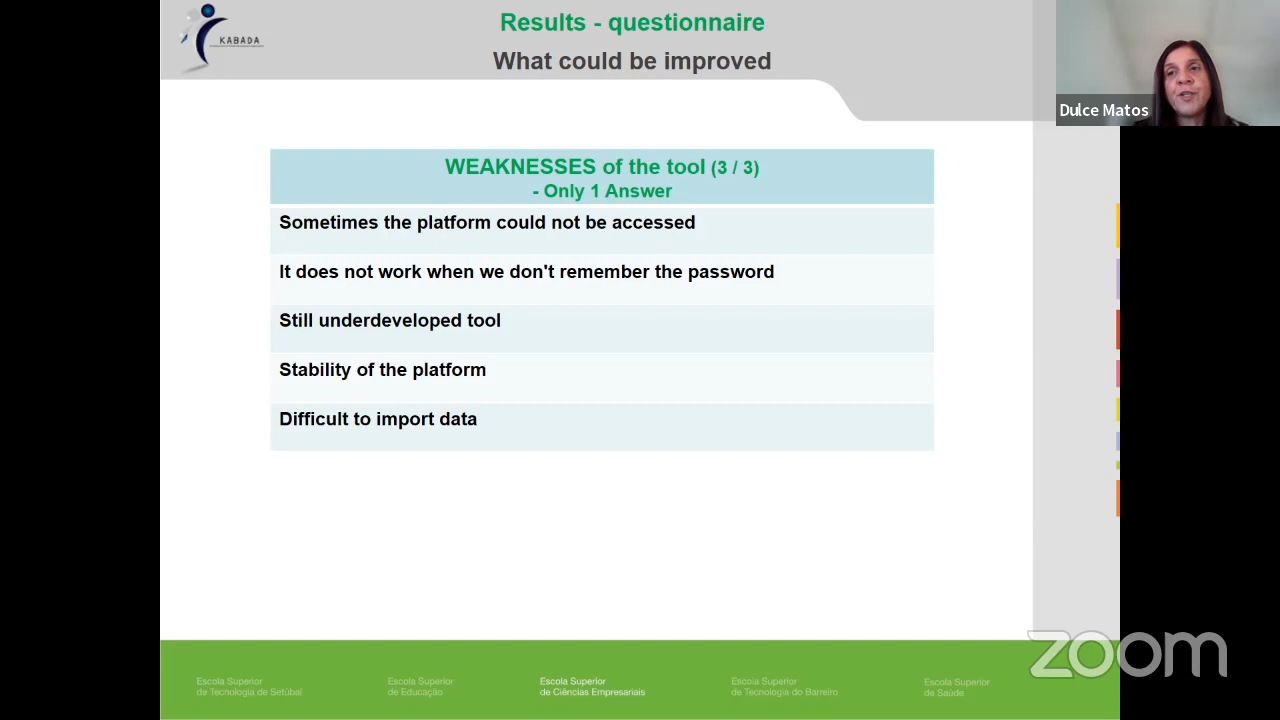 KABADA
Results - questionnaire
What could be improved
Dulce Matos
WEAKNESSES of the tool (3 / 3)
- Only 1 Answer
Sometimes the platform could not be accessed
It does not work when we don't remember the password
Still underdeveloped tool
Stability of the platform
Difficult to import data
zoom
Escola Superior
de Tecnologia de Setúbal
Escola Superior
de Educação
Escola Superior
de Ciências Empresariais
Escola Superior
de Tecnologia do Barreiro
Escola Superior
de Saúde